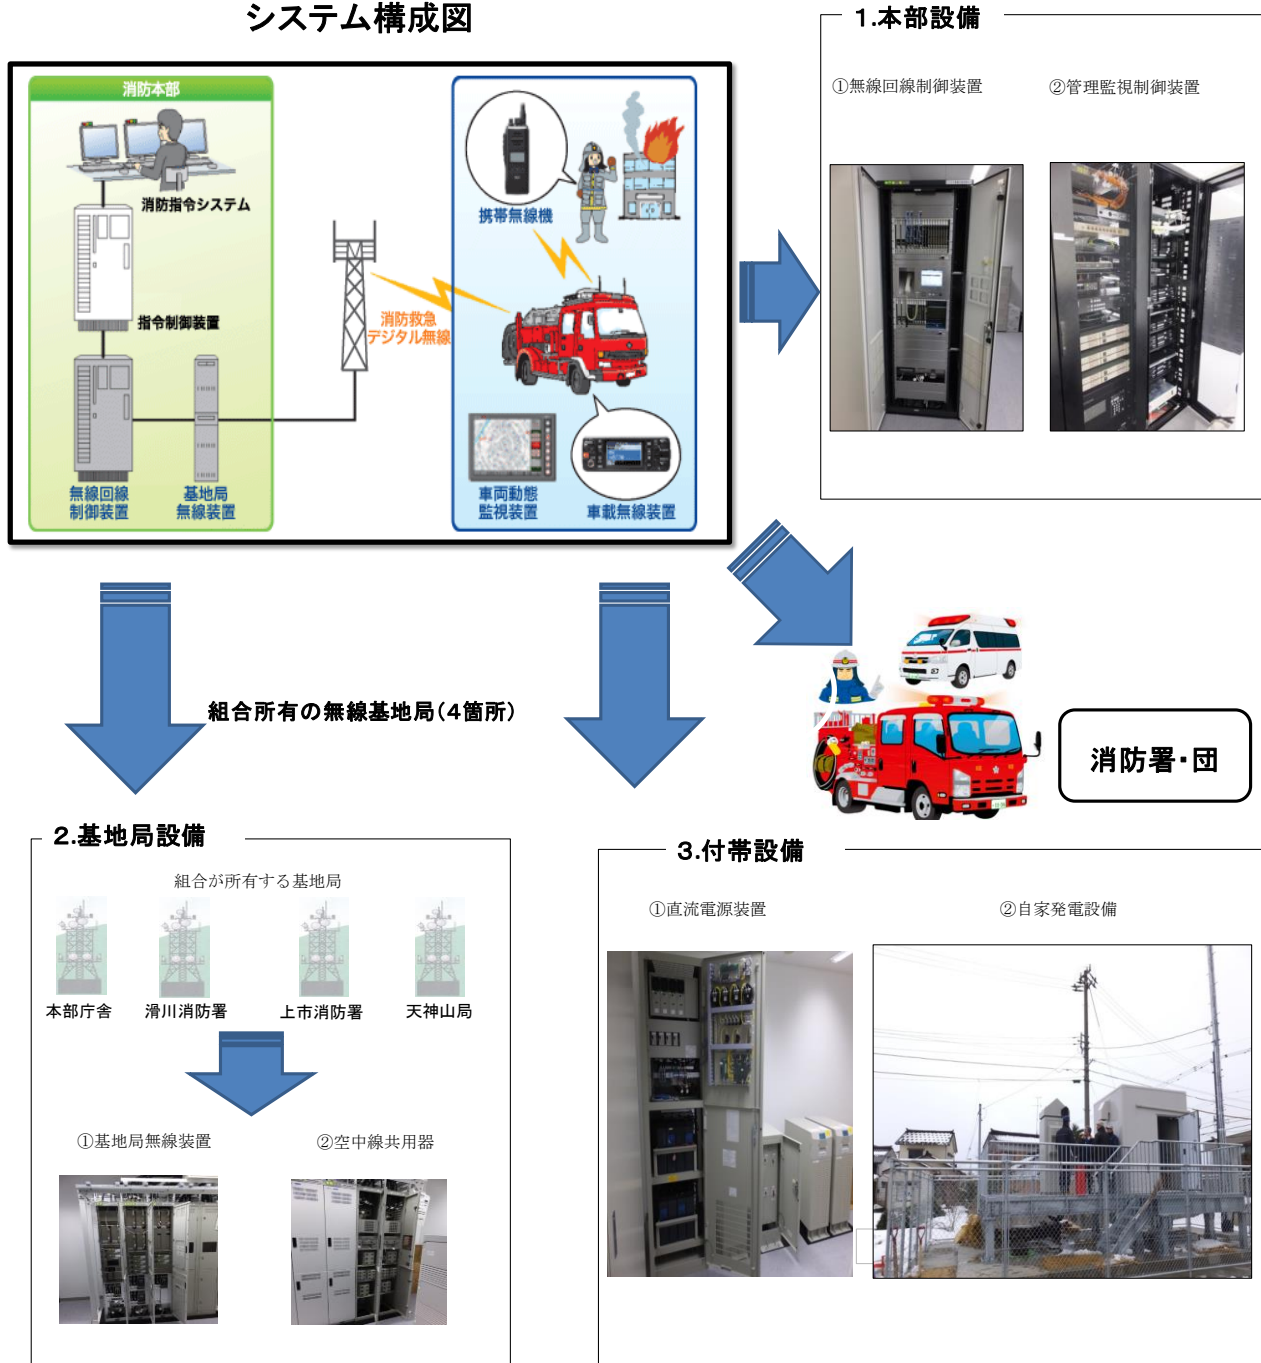 システム構成図
1.本部設備
①無線回線制御装置
②管理監視制御装置
消防本部
消防指令システム
指令制御装置
無線回線
制御装置
基地局
無線装置
消防救急
デジタル無線
携帯無線機
車両動態
監視装置
車載無線装置
組合所有の無線基地局(4箇所)
消防署・団
2.基地局設備
組合が所有する基地局
本部庁舎
滑川消防署
上市消防署
天神山局
①基地局無線装置
②空中線共用器
3.付帯設備
①直流電源装置
②自家発電設備